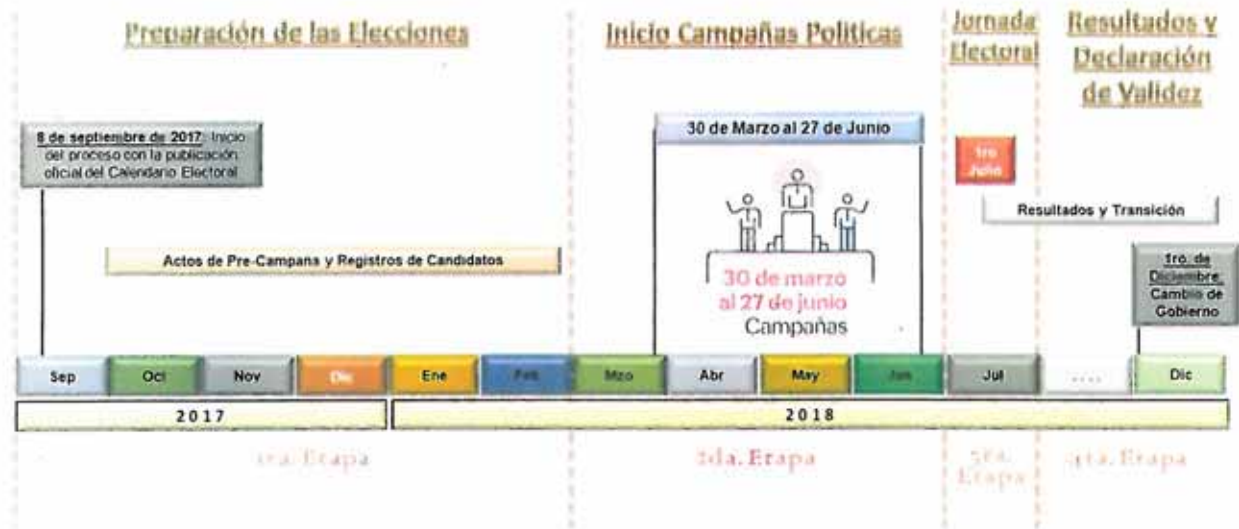 Preparación de las Elecciones
Inicio Campañas Políticas
Jornada
Electoral
Resultados y
Declaración
de Validez
8 de septiembre de 2017: Inicio
del proceso con la publicación
oficial del Calendario Electoral
30 de Marzo al 27 de Junio
1ro
Julio
Resultados y Transición
Actos de Pre-Campana y Registros de Candidatos
30 de marzo
al 27 de junio
Campañas
1ro. de
Diciembre:
Cambio de
Gobierno
Sep Oct Nov Dic Ene Feb Mzo Abr May Jun Jul .... Dic
2017 2018
1ra. Etapa
2da. Etapa
3ra.
Etapa
4ta. Etapa